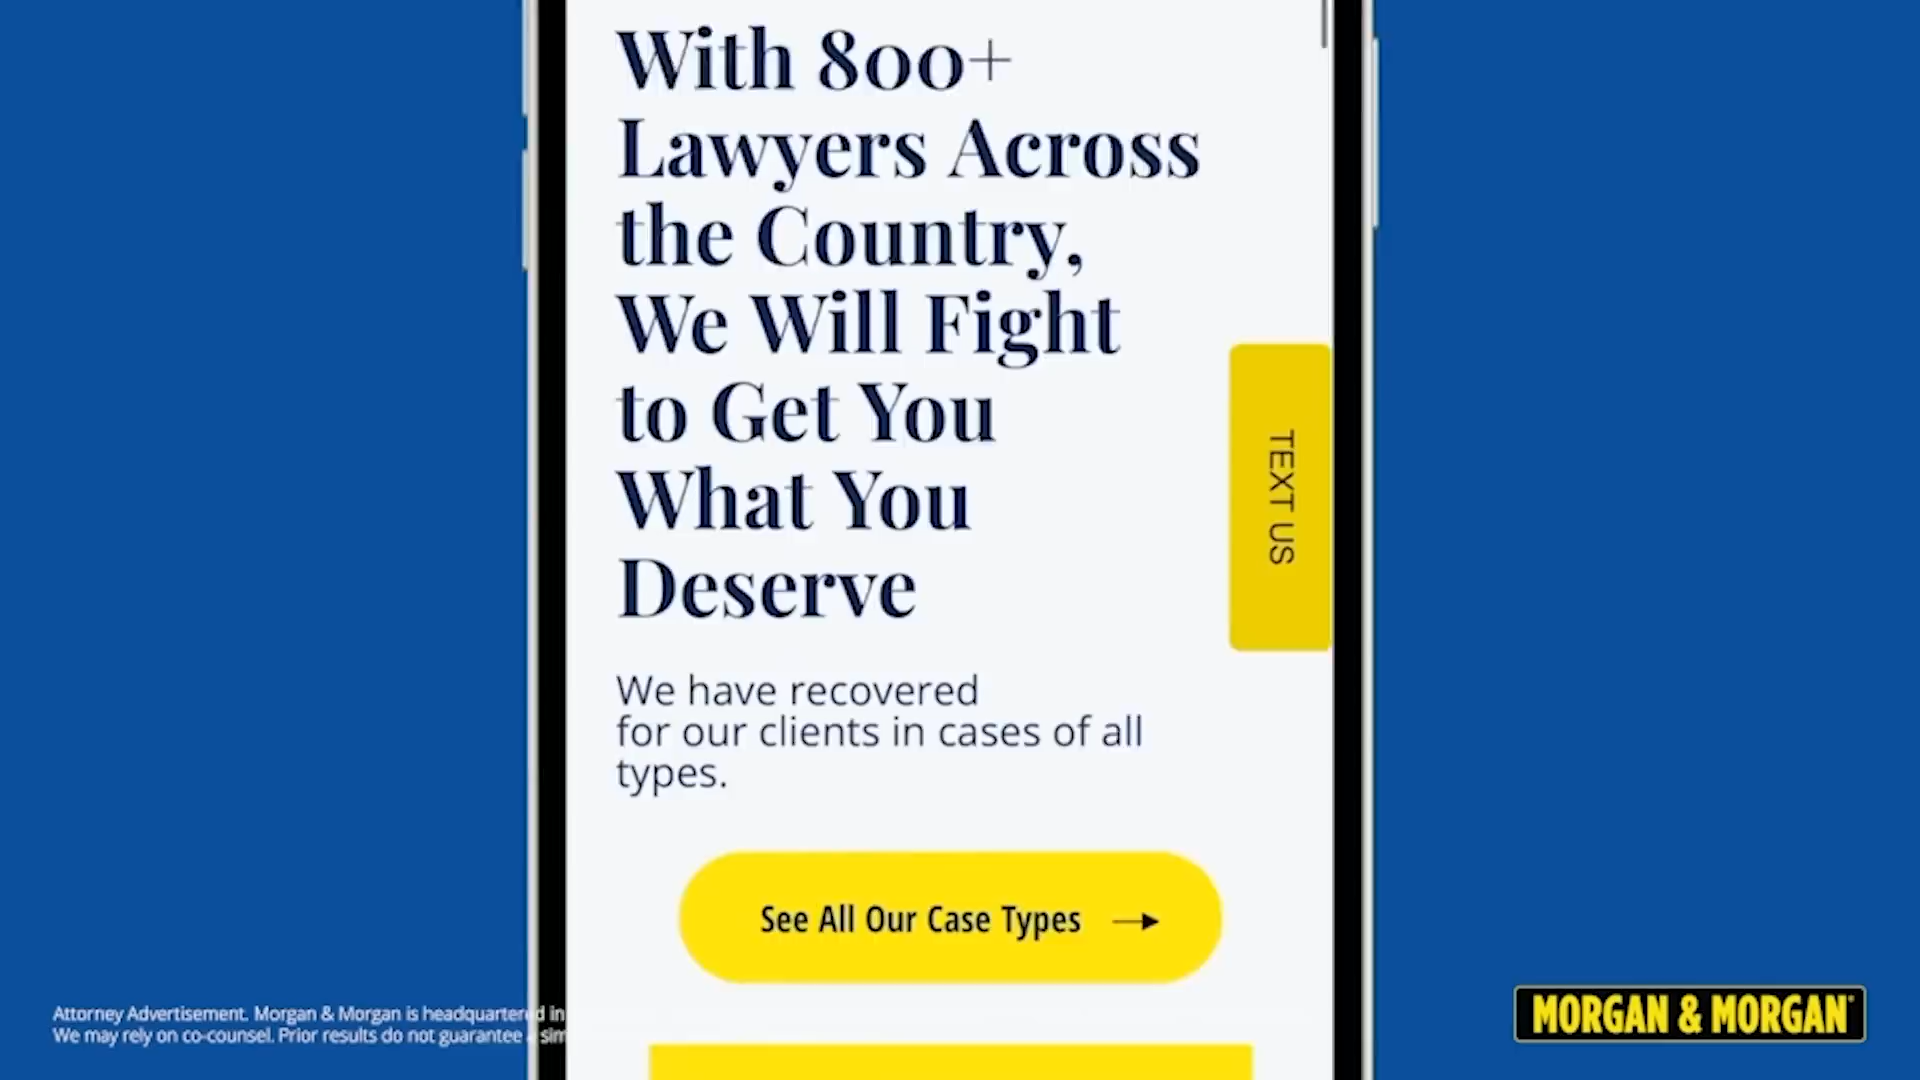 With 800+
Lawyers Across
the Country,
We Will Fight
to Get You
What You
Deserve
TEXT US
We have recovered
for our clients in cases of all
types.
See All Our Case Types
Attorney Advertisement. Morgan & Morgan is headquartered in
We may rely on co-counsel. Prior results do not guarantee a
MORGAN & MORGAN